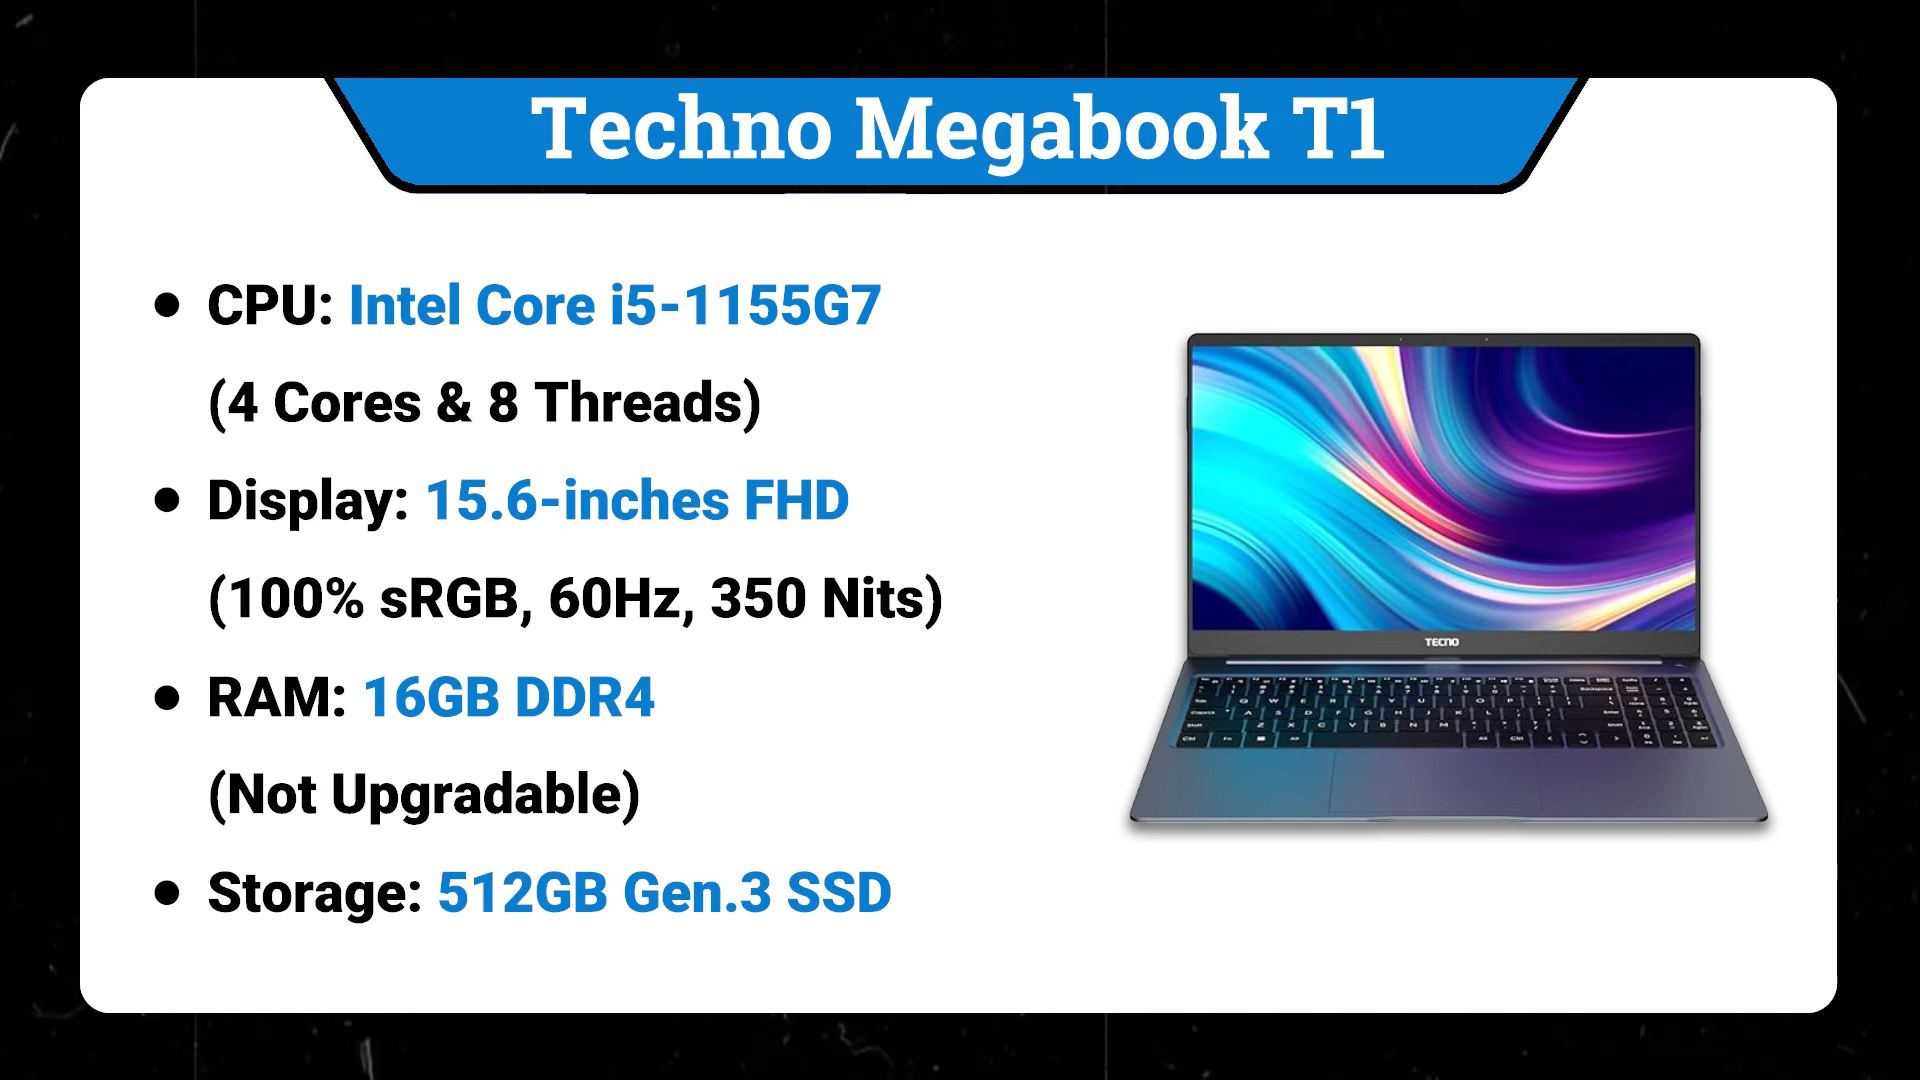 Techno Megabook T1
• CPU: Intel Core i5-1155G7
(4 Cores & 8 Threads)
• Display: 15.6-inches FHD
(100% sRGB, 60Hz, 350 Nits)
• RAM: 16GB DDR4
(Not Upgradable)
• Storage: 512GB Gen.3 SSD
TECNO